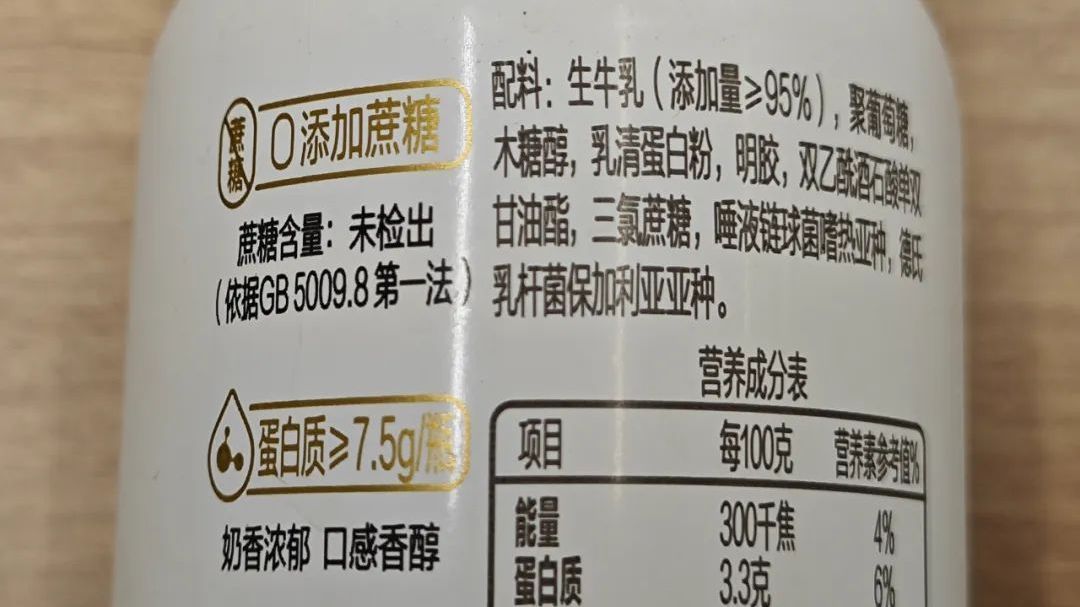 蔗糖
0添加蔗糖
蔗糖含量：未检出
（依据GB 5009.8 第一法）
蛋白质≥7.5g/瓶
奶香浓郁 口感香醇
配料：生牛乳（添加量≥95%），聚葡萄糖，
木糖醇，乳清蛋白粉，明胶，双乙酰酒石酸单双
甘油酯，三氯蔗糖，唾液链球菌嗜热亚种，德氏
乳杆菌保加利亚亚种。
营养成分表
项目 每100克 营养素参考值%
能量 300千焦 4%
蛋白质 3.3克 6%